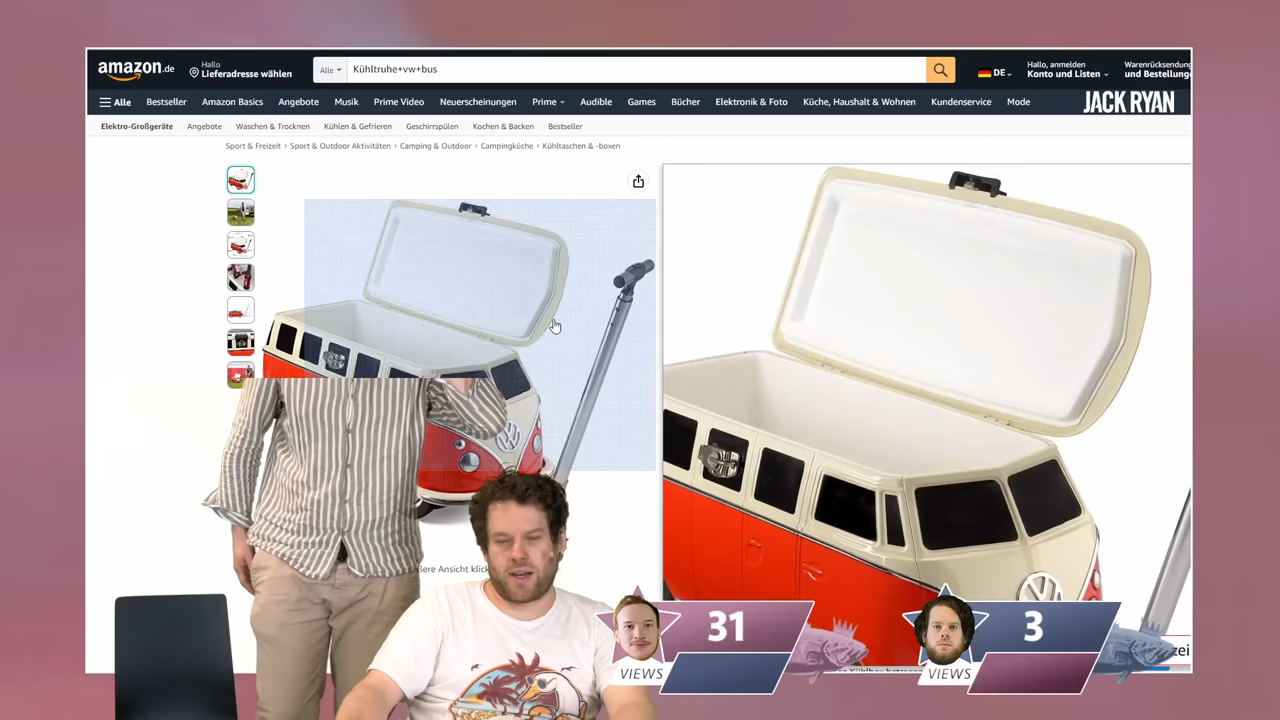 amazon.de
Hallo
Lieferadresse wählen
Alle
Kühltruhe+vw+bus
DE
Hallo, anmelden
Konto und Listen
Warenrücksendung
und Bestellung
Alle
Bestseller
Amazon Basics
Angebote
Musik
Prime Video
Neuerscheinungen
Prime
Audible
Games
Bücher
Elektronik & Foto
Küche, Haushalt & Wohnen
Kundenservice
Mode
JACK RYAN
Elektro-Großgeräte
Angebote
Waschen & Trocknen
Kühlen & Gefrieren
Geschirrspülen
Kochen & Backen
Bestseller
Sport & Freizeit › Sport & Outdoor Aktivitäten › Camping & Outdoor › Campingküche › Kühltaschen & -boxen
ßere Ansicht klick
31
VIEWS
3
VIEWS
zei